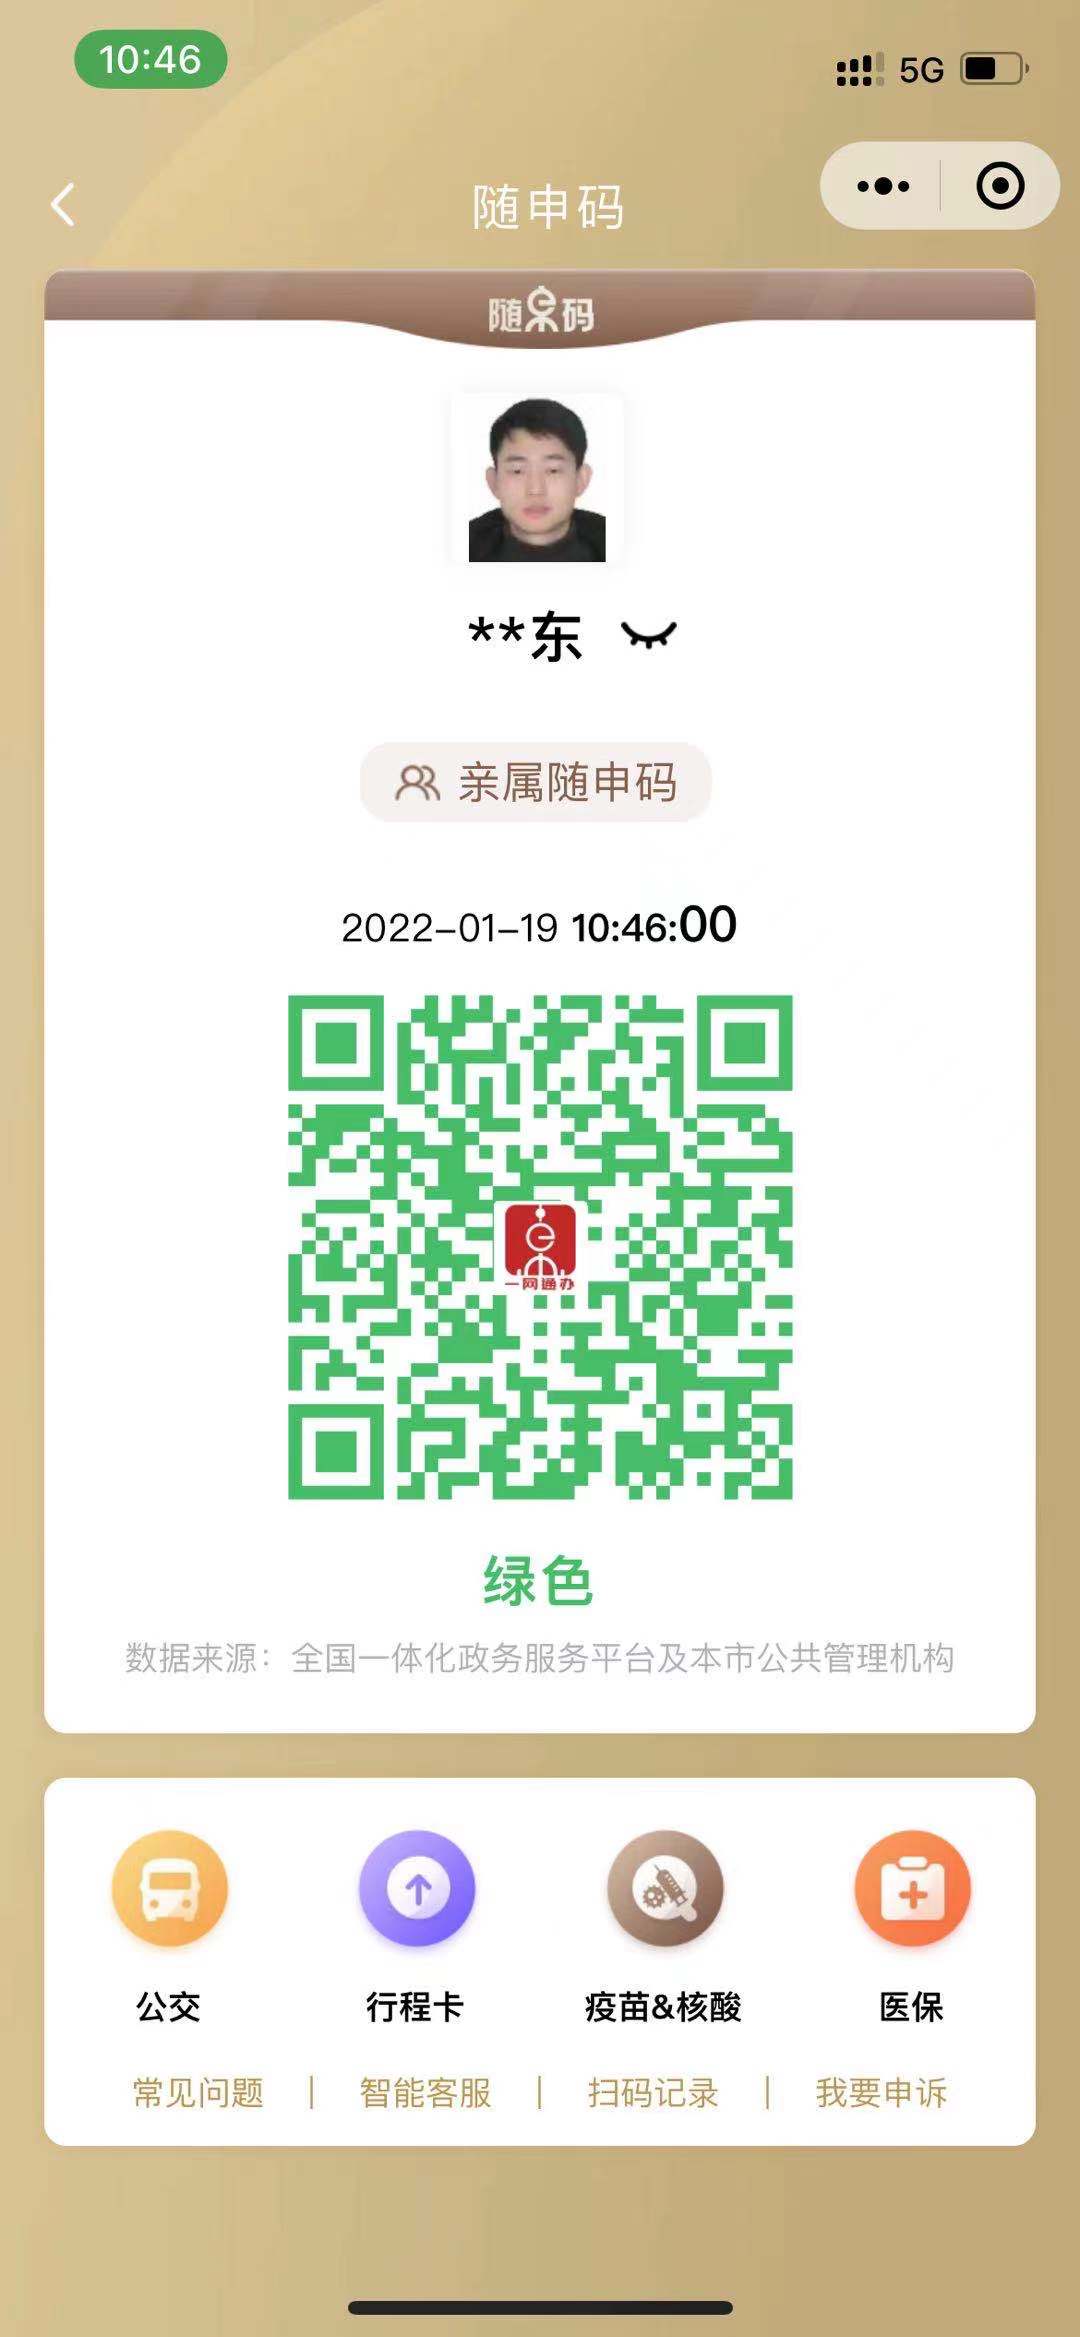 10:46 5G
随申码
随申码
**东
亲属随申码
2022-01-19 10:46:00
一网通办
绿色
数据来源：全国一体化政务服务平台及本市公共管理机构
公交 行程卡 疫苗&核酸 医保
常见问题 | 智能客服 | 扫码记录 | 我要申诉